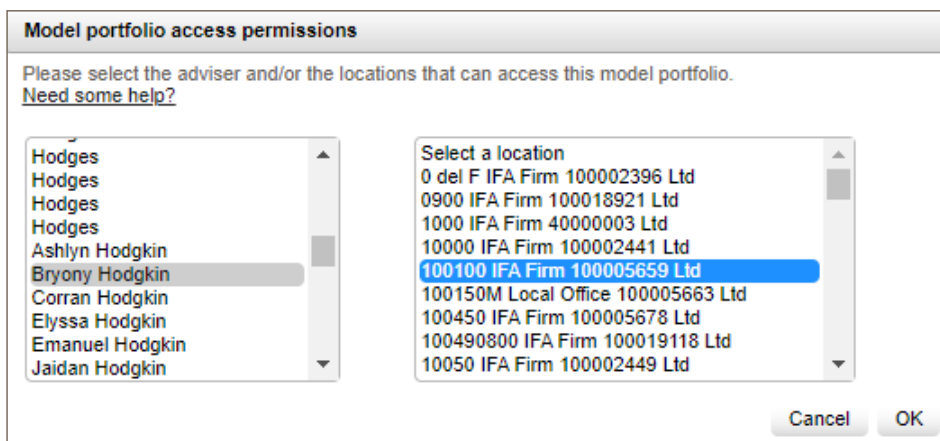 Model portfolio access permissions
Please select the adviser and/or the locations that can access this model portfolio.
Need some help?
Hodges
Hodges
Hodges
Hodges
Ashlyn Hodgkin
Bryony Hodgkin
Corran Hodgkin
Elyssa Hodgkin
Emanuel Hodgkin
Jaidan Hodgkin
Select a location
0 del F IFA Firm 100002396 Ltd
0900 IFA Firm 100018921 Ltd
1000 IFA Firm 40000003 Ltd
10000 IFA Firm 100002441 Ltd
100100 IFA Firm 100005659 Ltd
100150M Local Office 100005663 Ltd
100450 IFA Firm 100005678 Ltd
100490800 IFA Firm 100019118 Ltd
10050 IFA Firm 100002449 Ltd
Cancel OK